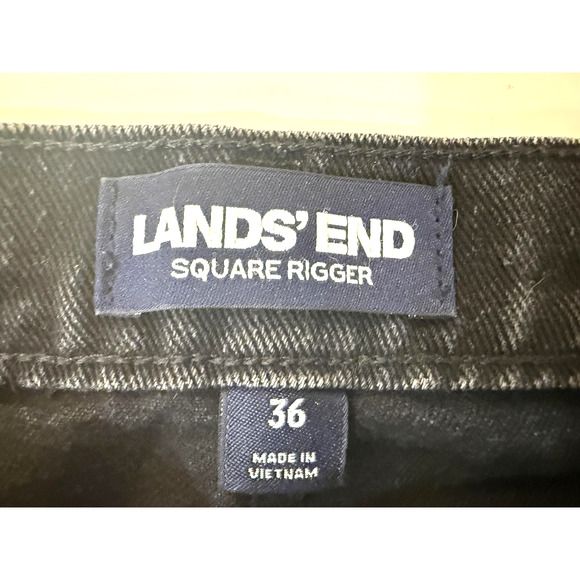 LANDS' END
SQUARE RIGGER
36
MADE IN
VIETNAM